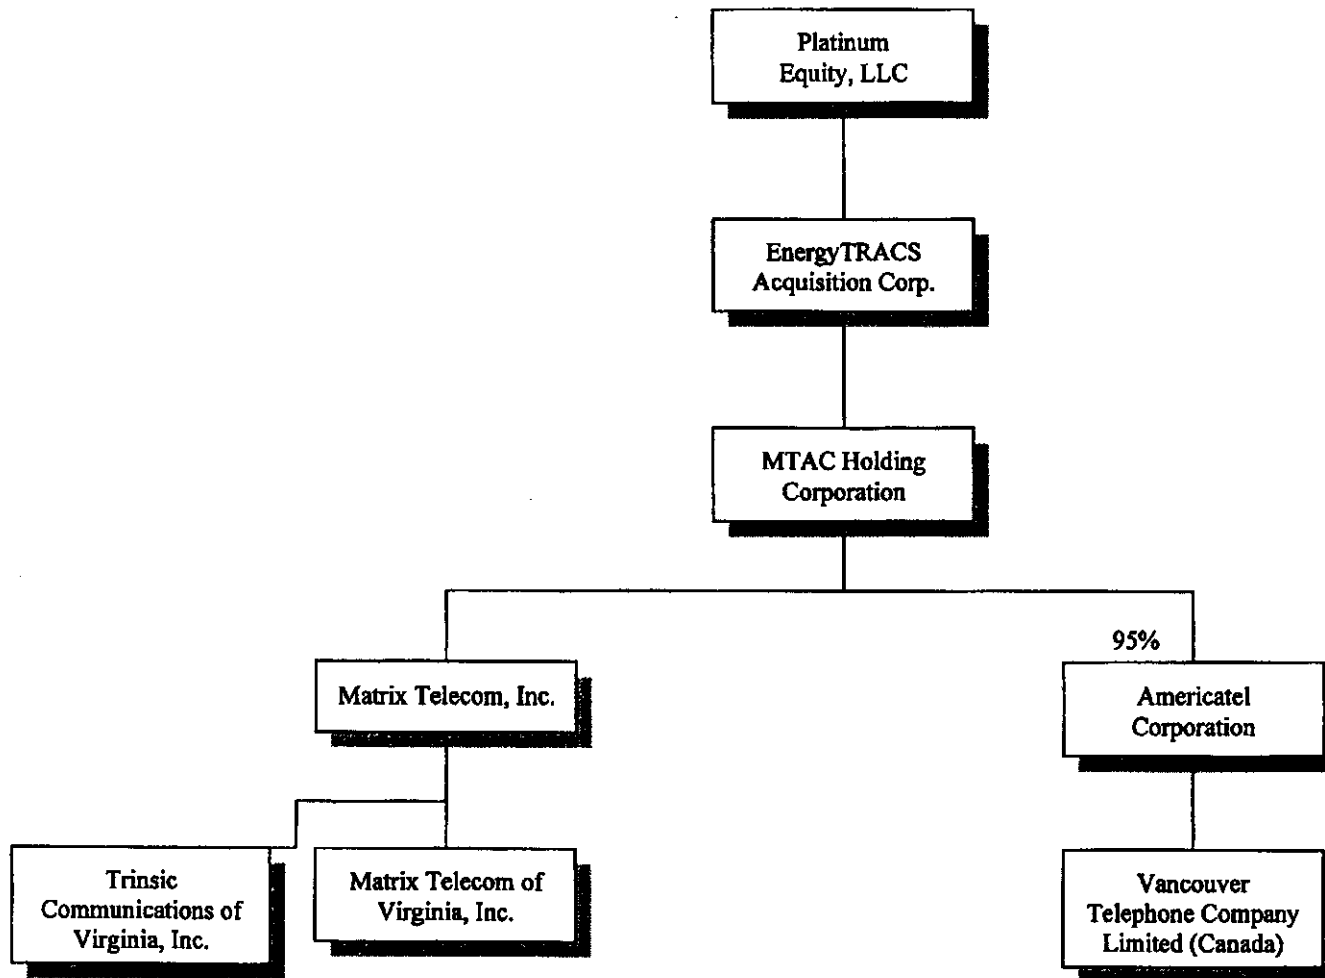 Platinum
Equity, LLC
EnergyTRACS
Acquisition Corp.
MTAC Holding
Corporation
95%
Matrix Telecom, Inc.
Americatel
Corporation
Trinsic
Communications of
Virginia, Inc.
Matrix Telecom of
Virginia, Inc.
Vancouver
Telephone Company
Limited (Canada)